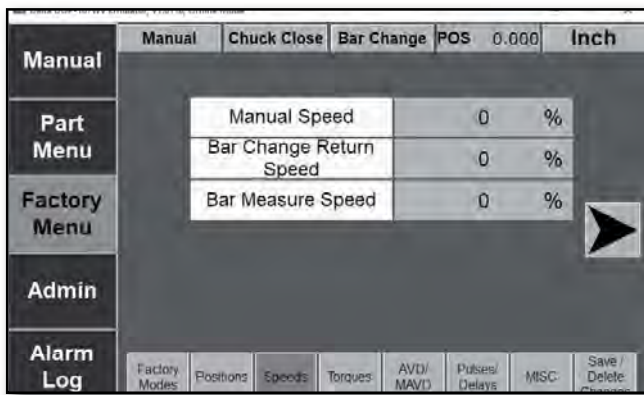 Manual Chuck Close Bar Change POS 0.000 Inch
Manual
Part
Menu
Factory
Menu
Admin
Alarm
Log
Manual Speed 0 %
Bar Change Return
Speed 0 %
Bar Measure Speed 0 %
Factory
Modes
Positions
Speeds
Torques
AVD/
MAVD
Pulses/
Delays
MISC
Save /
Delete
Changes